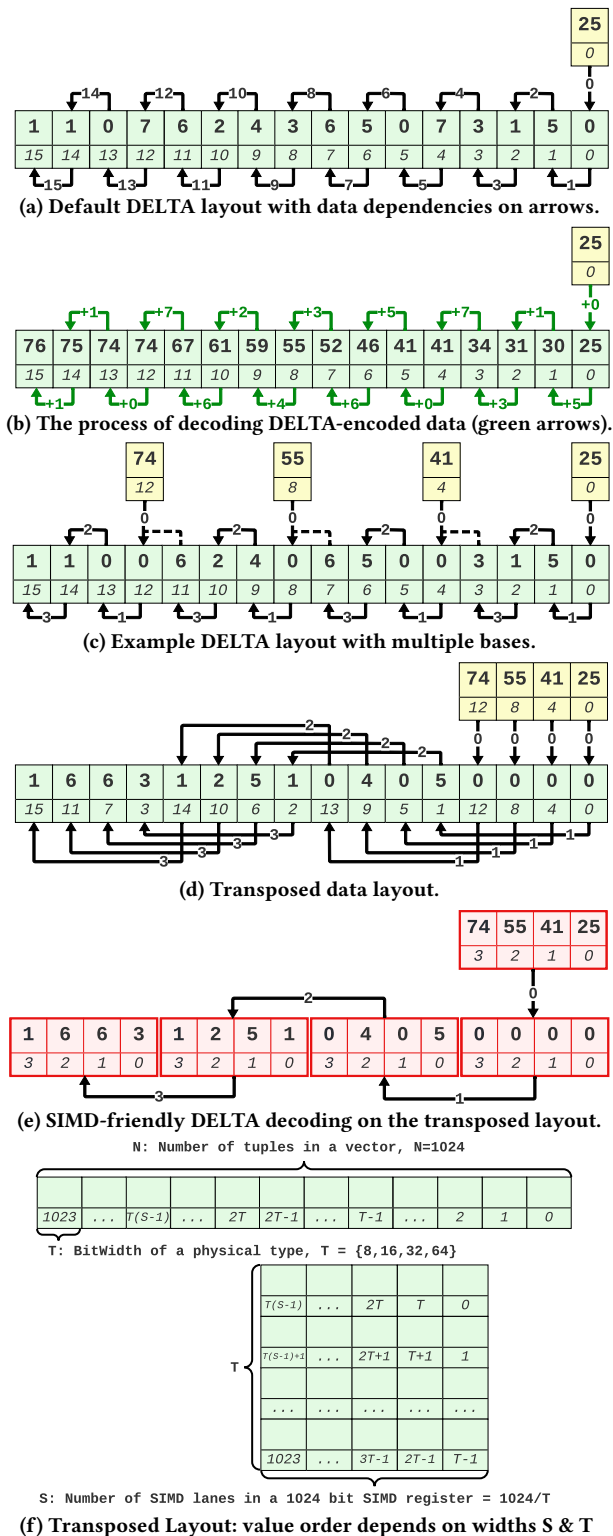 25
0
0
14 12 10 8 6 4 2
1 1 0 7 6 2 4 3 6 5 0 7 3 1 5 0
15 14 13 12 11 10 9 8 7 6 5 4 3 2 1 0
15 13 11 9 7 5 3 1
(a) Default DELTA layout with data dependencies on arrows.
25
0
+0
+1 +7 +2 +3 +5 +7 +1
76 75 74 74 67 61 59 55 52 46 41 41 34 31 30 25
15 14 13 12 11 10 9 8 7 6 5 4 3 2 1 0
+1 +0 +6 +4 +6 +0 +3 +5
(b) The process of decoding DELTA-encoded data (green arrows).
74 55 41 25
12 8 4 0
0 0 0 0
2 2 2 2
1 1 0 0 6 2 4 0 6 5 0 0 3 1 5 0
15 14 13 12 11 10 9 8 7 6 5 4 3 2 1 0
3 1 3 1 3 1 3 1
(c) Example DELTA layout with multiple bases.
74 55 41 25
12 8 4 0
2
2
2
2
0 0 0 0
1 6 6 3 1 2 5 1 0 4 0 5 0 0 0 0
15 11 7 3 14 10 6 2 13 9 5 1 12 8 4 0
3 1
3 1
3 1
3 1
(d) Transposed data layout.
74 55 41 25
3 2 1 0
2 0
1 6 6 3 1 2 5 1 0 4 0 5 0 0 0 0
3 2 1 0 3 2 1 0 3 2 1 0 3 2 1 0
3 1
(e) SIMD-friendly DELTA decoding on the transposed layout.
N: Number of tuples in a vector, N=1024
1023 ... T(S-1) ... 2T 2T-1 ... T-1 ... 2 1 0
T: BitWidth of a physical type, T = {8,16,32,64}
T(S-1) ... 2T T 0
T(S-1)+1 ... 2T+1 T+1 1
T
... ... ... ... ...
1023 ... 3T-1 2T-1 T-1
S: Number of SIMD lanes in a 1024 bit SIMD register = 1024/T
(f) Transposed Layout: value order depends on widths S & T